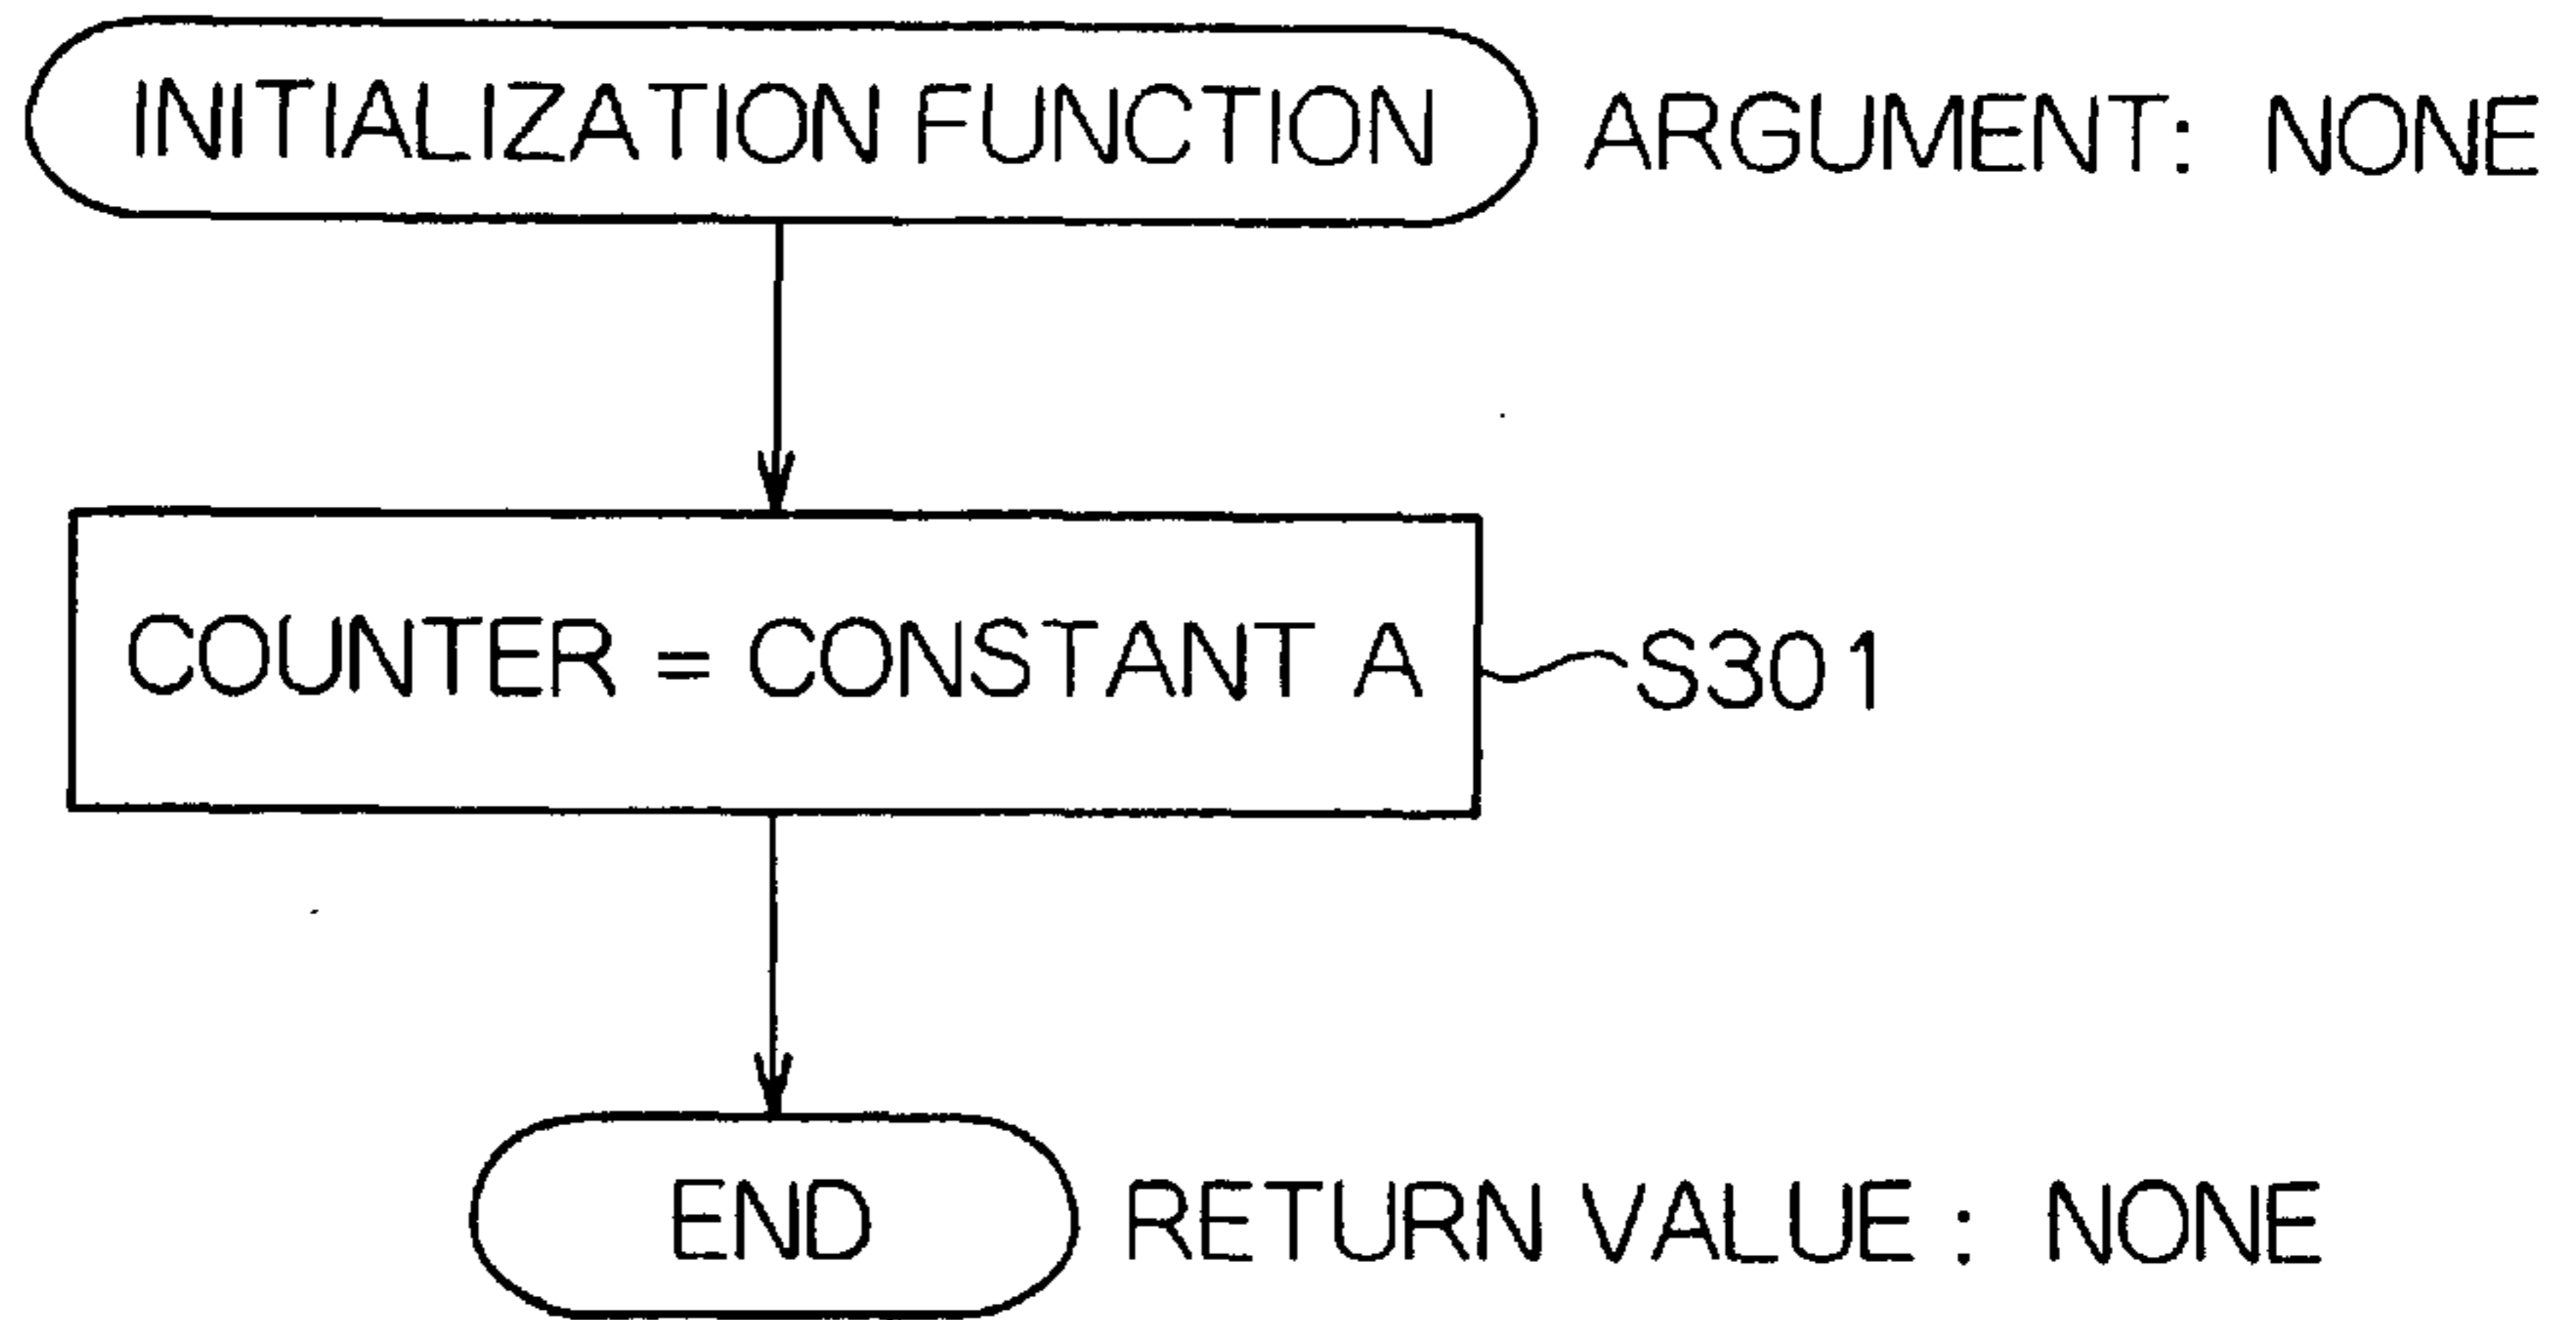 INITIALIZATION FUNCTION ARGUMENT: NONE
COUNTER = CONSTANT A S301
END RETURN VALUE : NONE